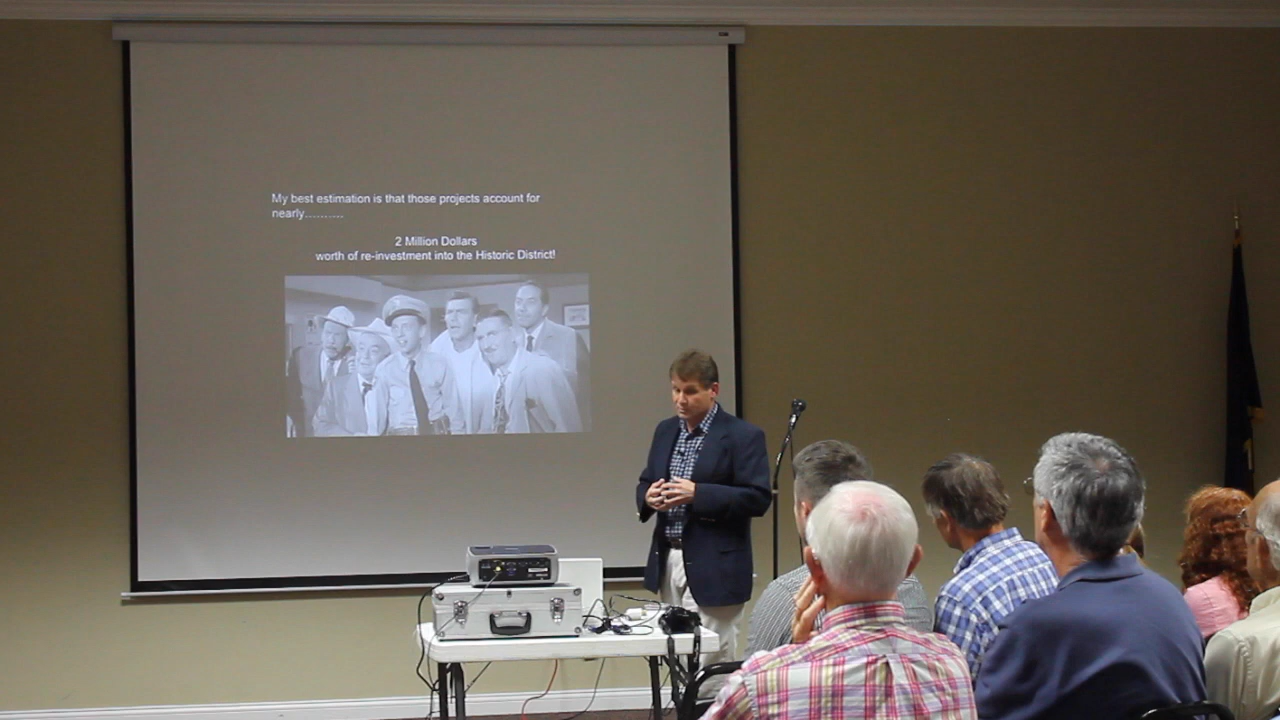 My best estimation is that those projects account for
nearly..........
2 Million Dollars
worth of re-investment into the Historic District!